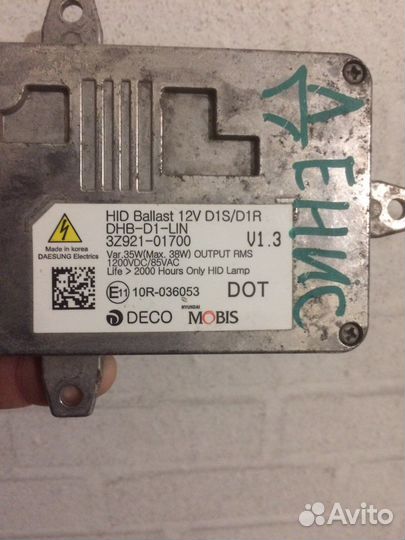 ДЕНИС
HID Ballast 12V D1S/D1R
DHB-D1-LIN
3Z921-01700 V1.3
Var.35W(Max. 38W) OUTPUT RMS
1200VDC/85VAC
Life > 2000 Hours Only HID Lamp
Made in korea
DAESUNG Electrics
E11 10R-036053 DOT
DECO HYUNDAI MOBIS
Avito